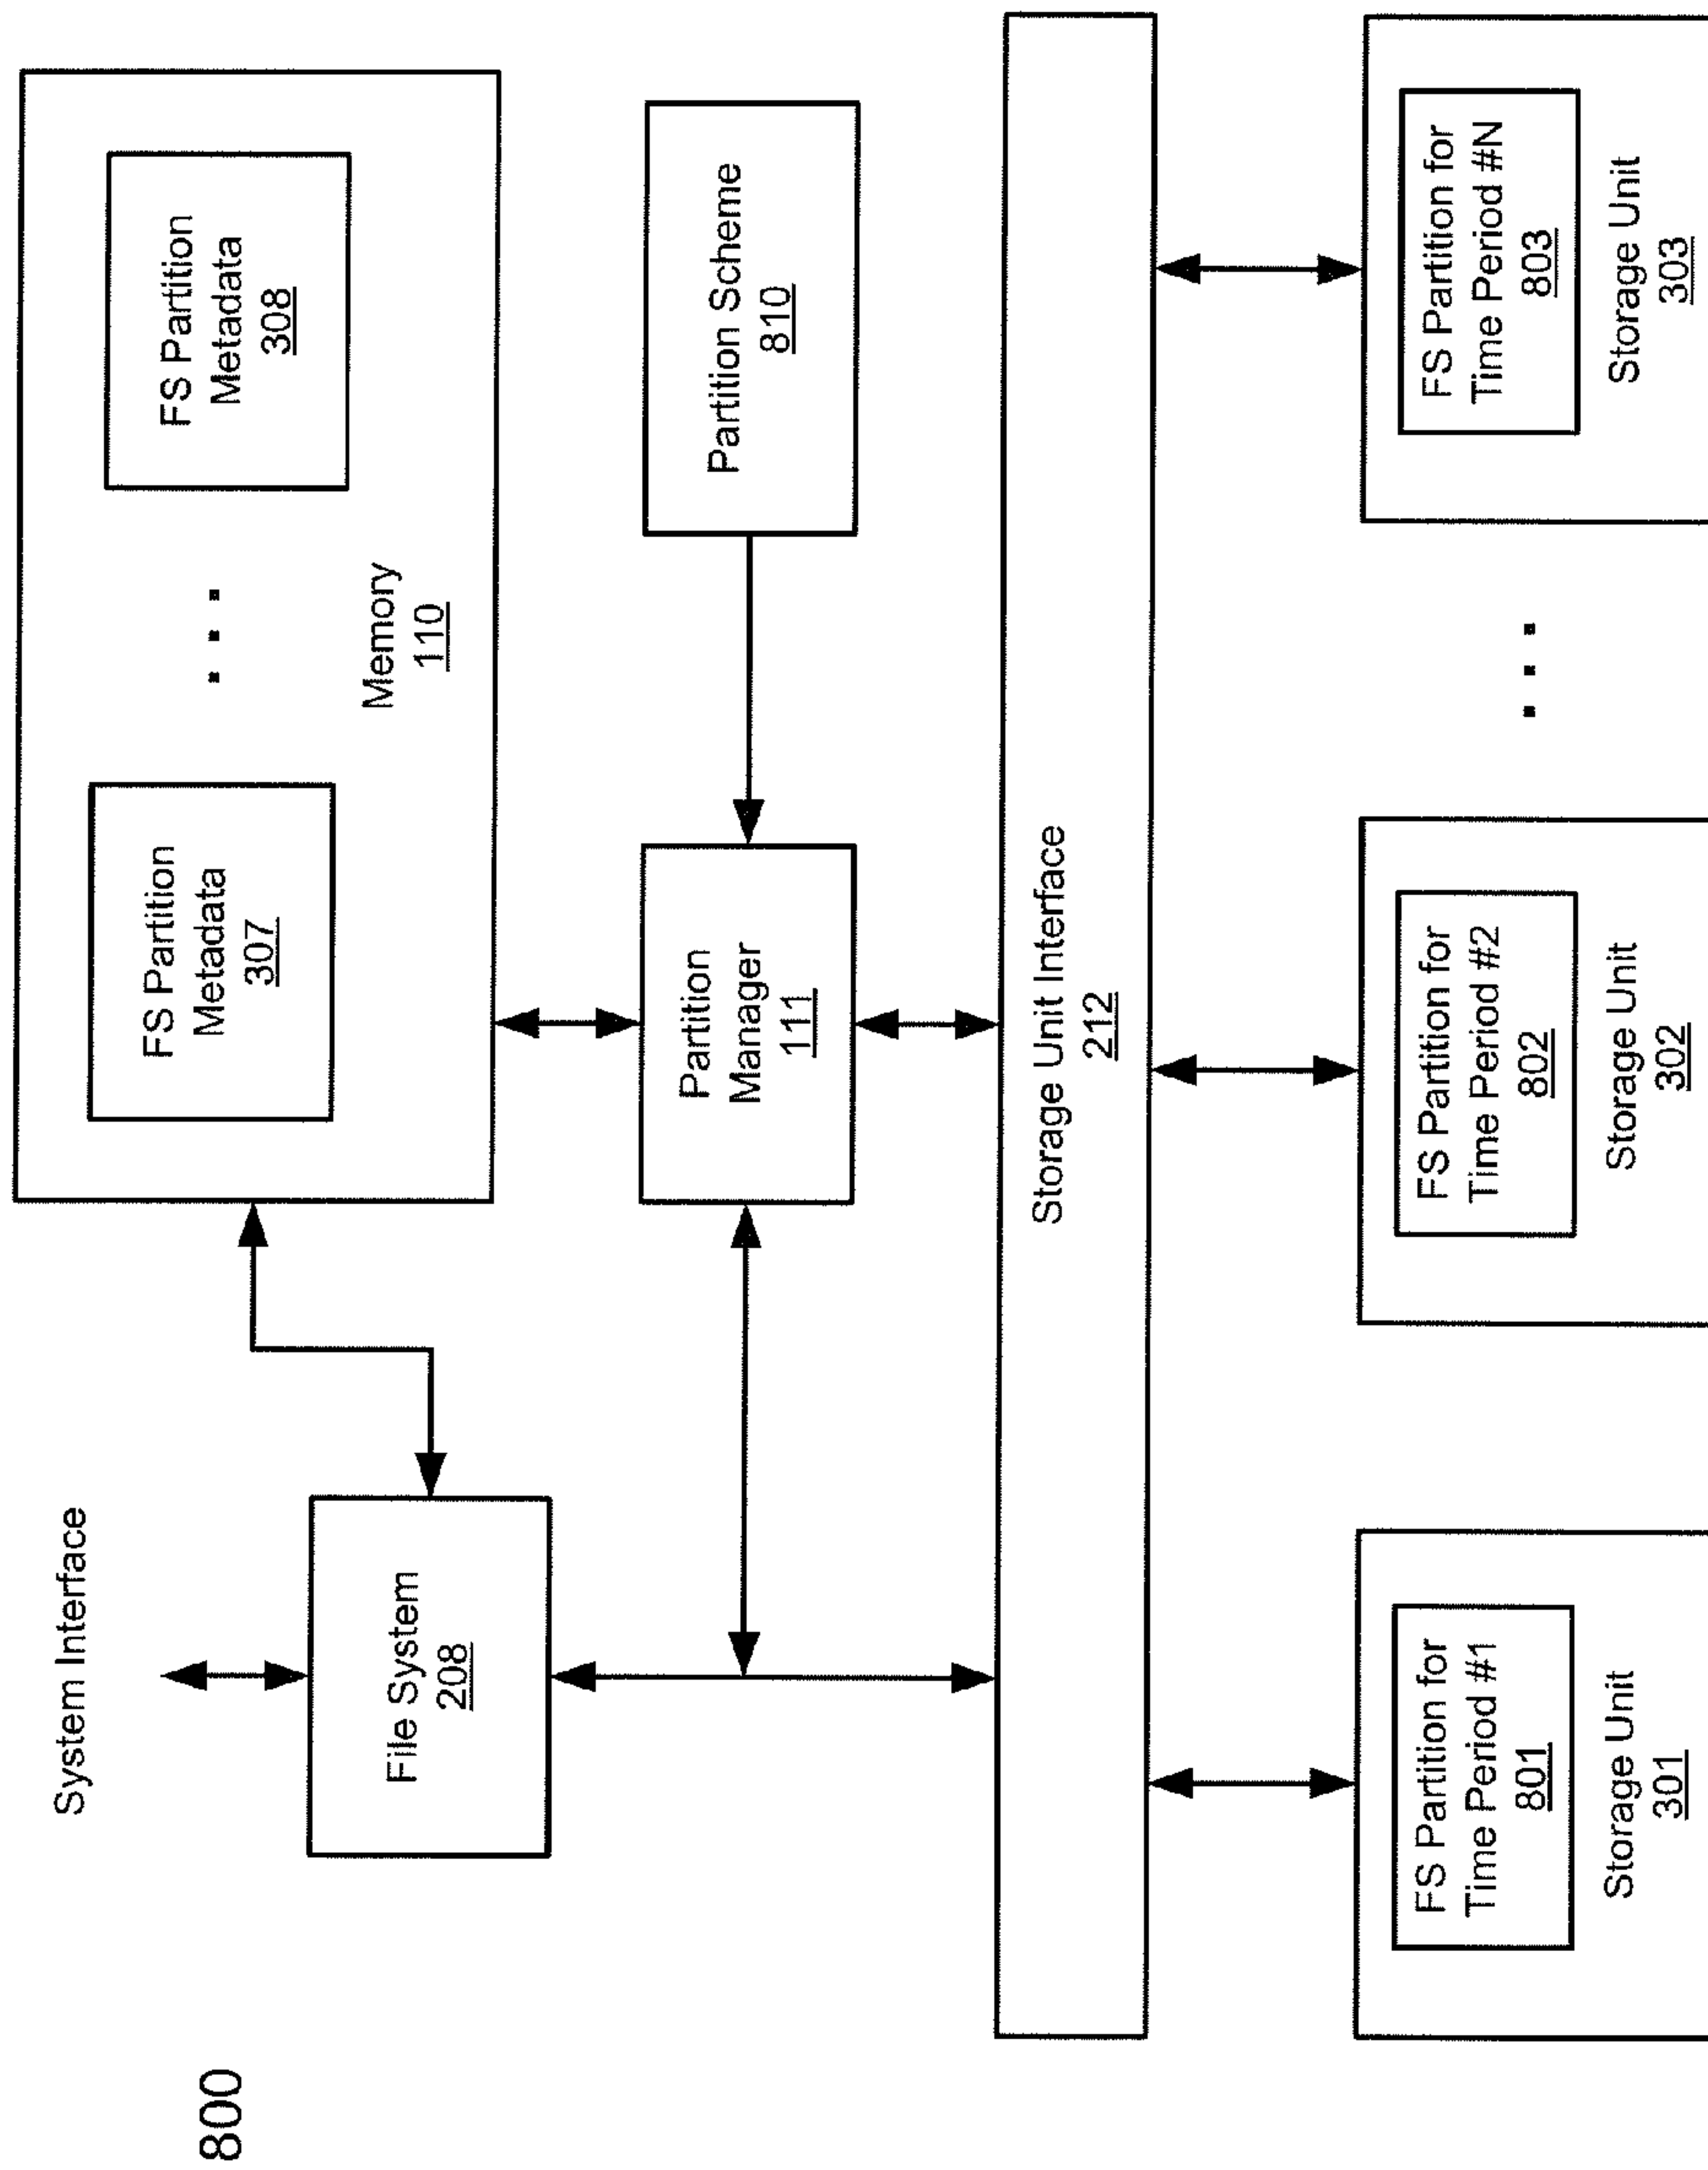 800
System Interface
File System
208
FS Partition
Metadata
307
. . .
FS Partition
Metadata
308
Memory
110
Partition
Manager
111
Partition Scheme
810
Storage Unit Interface
212
FS Partition for
Time Period #1
801
Storage Unit
301
FS Partition for
Time Period #2
802
Storage Unit
302
. . .
FS Partition for
Time Period #N
803
Storage Unit
303